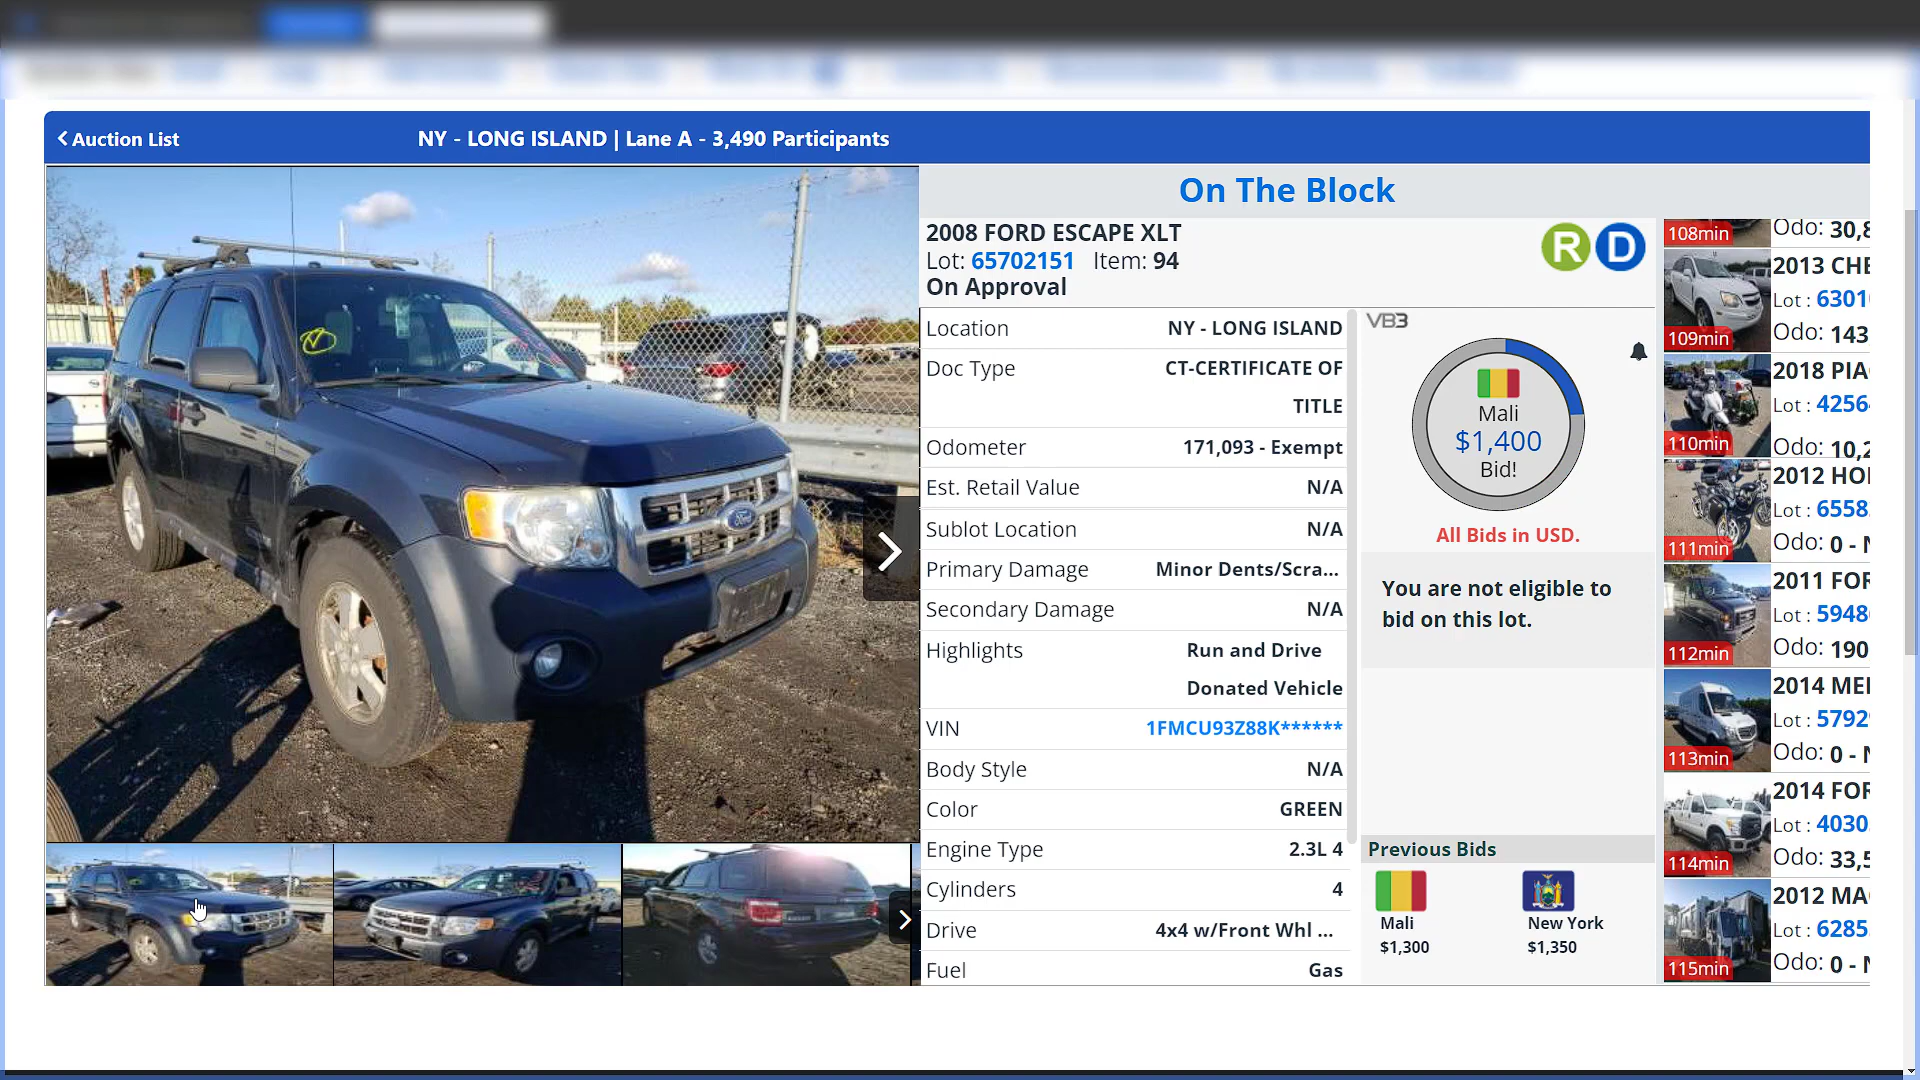 Auction List
NY - LONG ISLAND | Lane A - 3,490 Participants
On The Block
2008 FORD ESCAPE XLT
Lot: 65702151 Item: 94
On Approval
R D
Location NY - LONG ISLAND
Doc Type CT-CERTIFICATE OF
TITLE
Odometer 171,093 - Exempt
Est. Retail Value N/A
Sublot Location N/A
Primary Damage Minor Dents/Scra...
Secondary Damage N/A
Highlights Run and Drive
Donated Vehicle
VIN 1FMCU93Z88K******
Body Style N/A
Color GREEN
Engine Type 2.3L 4
Cylinders 4
Drive 4x4 w/Front Whl ...
Fuel Gas
VB3
Mali
$1,400
Bid!
All Bids in USD.
You are not eligible to
bid on this lot.
Previous Bids
Mali New York
$1,300 $1,350
108min Odo: 30,8
2013 CHE
Lot : 6301
109min Odo: 143
2018 PIA
Lot : 4256
110min Odo: 10,2
2012 HO
Lot : 6558
111min Odo: 0 - N
2011 FOR
Lot : 5948
112min Odo: 190
2014 MER
Lot : 5792
113min Odo: 0 - N
2014 FOR
Lot : 4030
114min Odo: 33,5
2012 MA
Lot : 6285
115min Odo: 0 - N
Ford